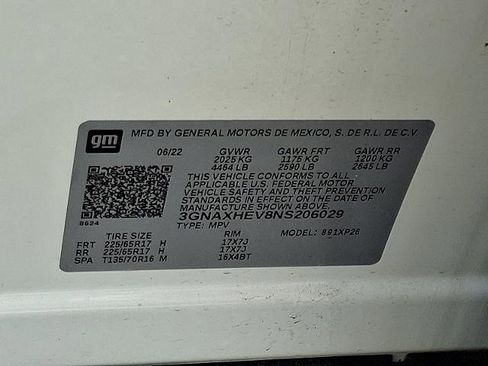 gm MFD BY GENERAL MOTORS DE MEXICO, S. DE R.L. DE C.V
06/22 GVWR GAWR FRT GAWR RR
2025 KG 1175 KG 1200 KG
4464 LB 2590 LB 2645 LB
THIS VEHICLE CONFORMS TO ALL
APPLICABLE U.S. FEDERAL MOTOR
VEHICLE SAFETY AND THEFT PREVENTION
STANDARDS IN EFFECT ON THE DATE OF
MANUFACTURE SHOWN ABOVE.
3GNAXHEV8NS206029
8624
TYPE: MPV
TIRE SIZE RIM MODEL: 891XP26
FRT 225/65R17 H 17X7J
RR 225/65R17 H 17X7J
SPA T135/70R16 M 16X4BT